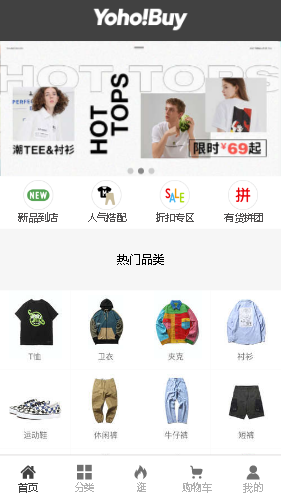 Yoho!Buy
HOT TOPS
HOT TOPS
潮TEE&衬衫
限时¥69起
NEW
SALE
拼
新品到店
人气搭配
折扣专区
有货拼团
热门品类
T恤
卫衣
夹克
衬衫
运动鞋
休闲裤
牛仔裤
短裤
首页
分类
逛
购物车
我的